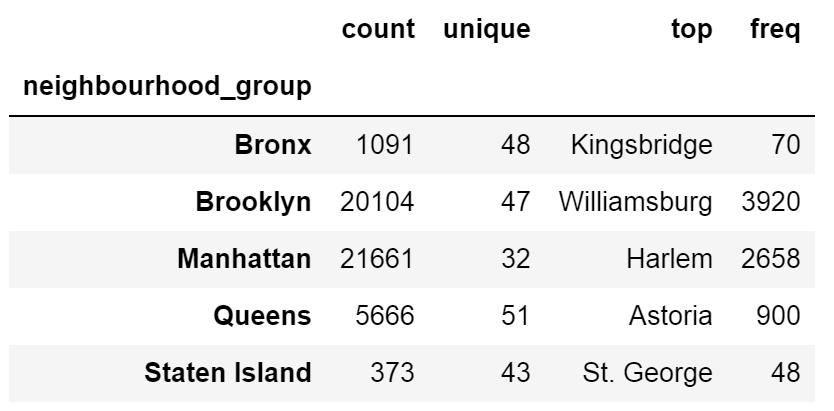 count unique top freq
neighbourhood_group
Bronx 1091 48 Kingsbridge 70
Brooklyn 20104 47 Williamsburg 3920
Manhattan 21661 32 Harlem 2658
Queens 5666 51 Astoria 900
Staten Island 373 43 St. George 48